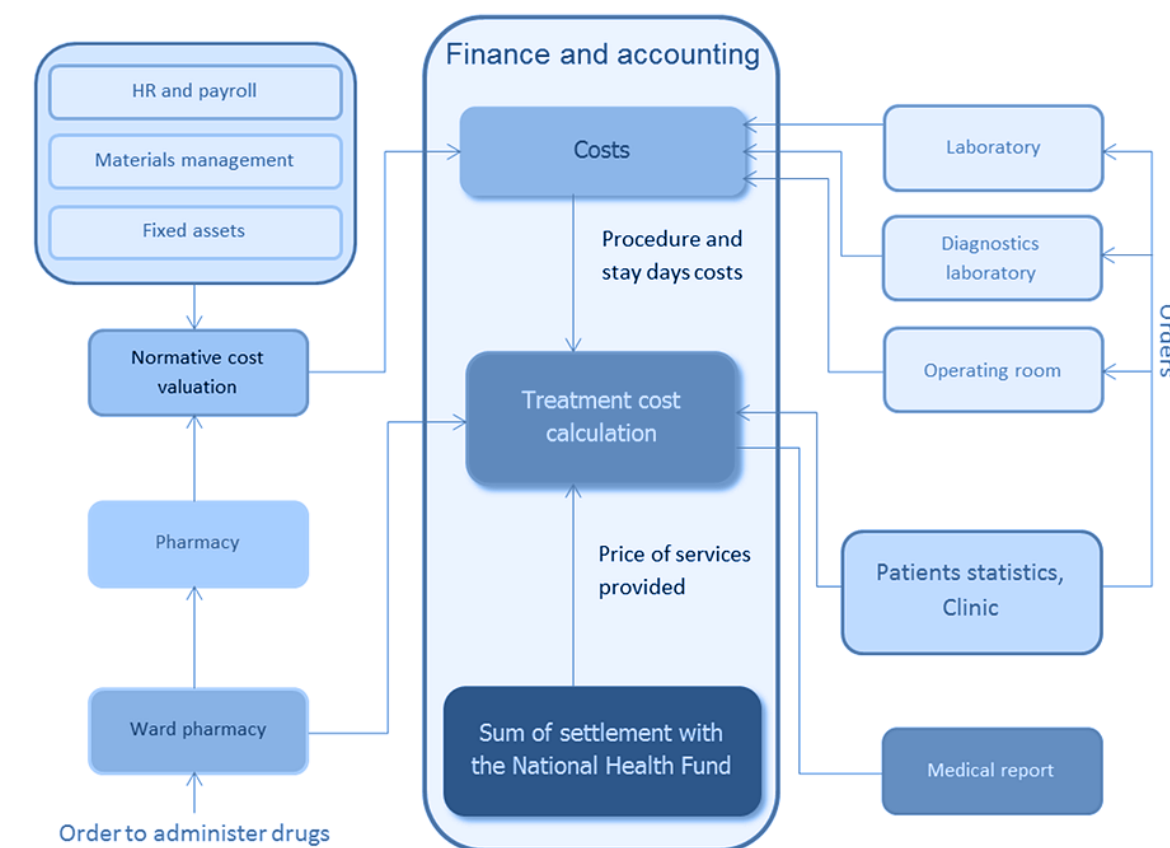 Finance and accounting
HR and payroll
Materials management
Fixed assets
Costs
Laboratory
Diagnostics
laboratory
Operating room
Orders
Procedure and
stay days costs
Normative cost
valuation
Treatment cost
calculation
Pharmacy
Price of services
provided
Patients statistics,
Clinic
Ward pharmacy
Sum of settlement with
the National Health Fund
Medical report
Order to administer drugs